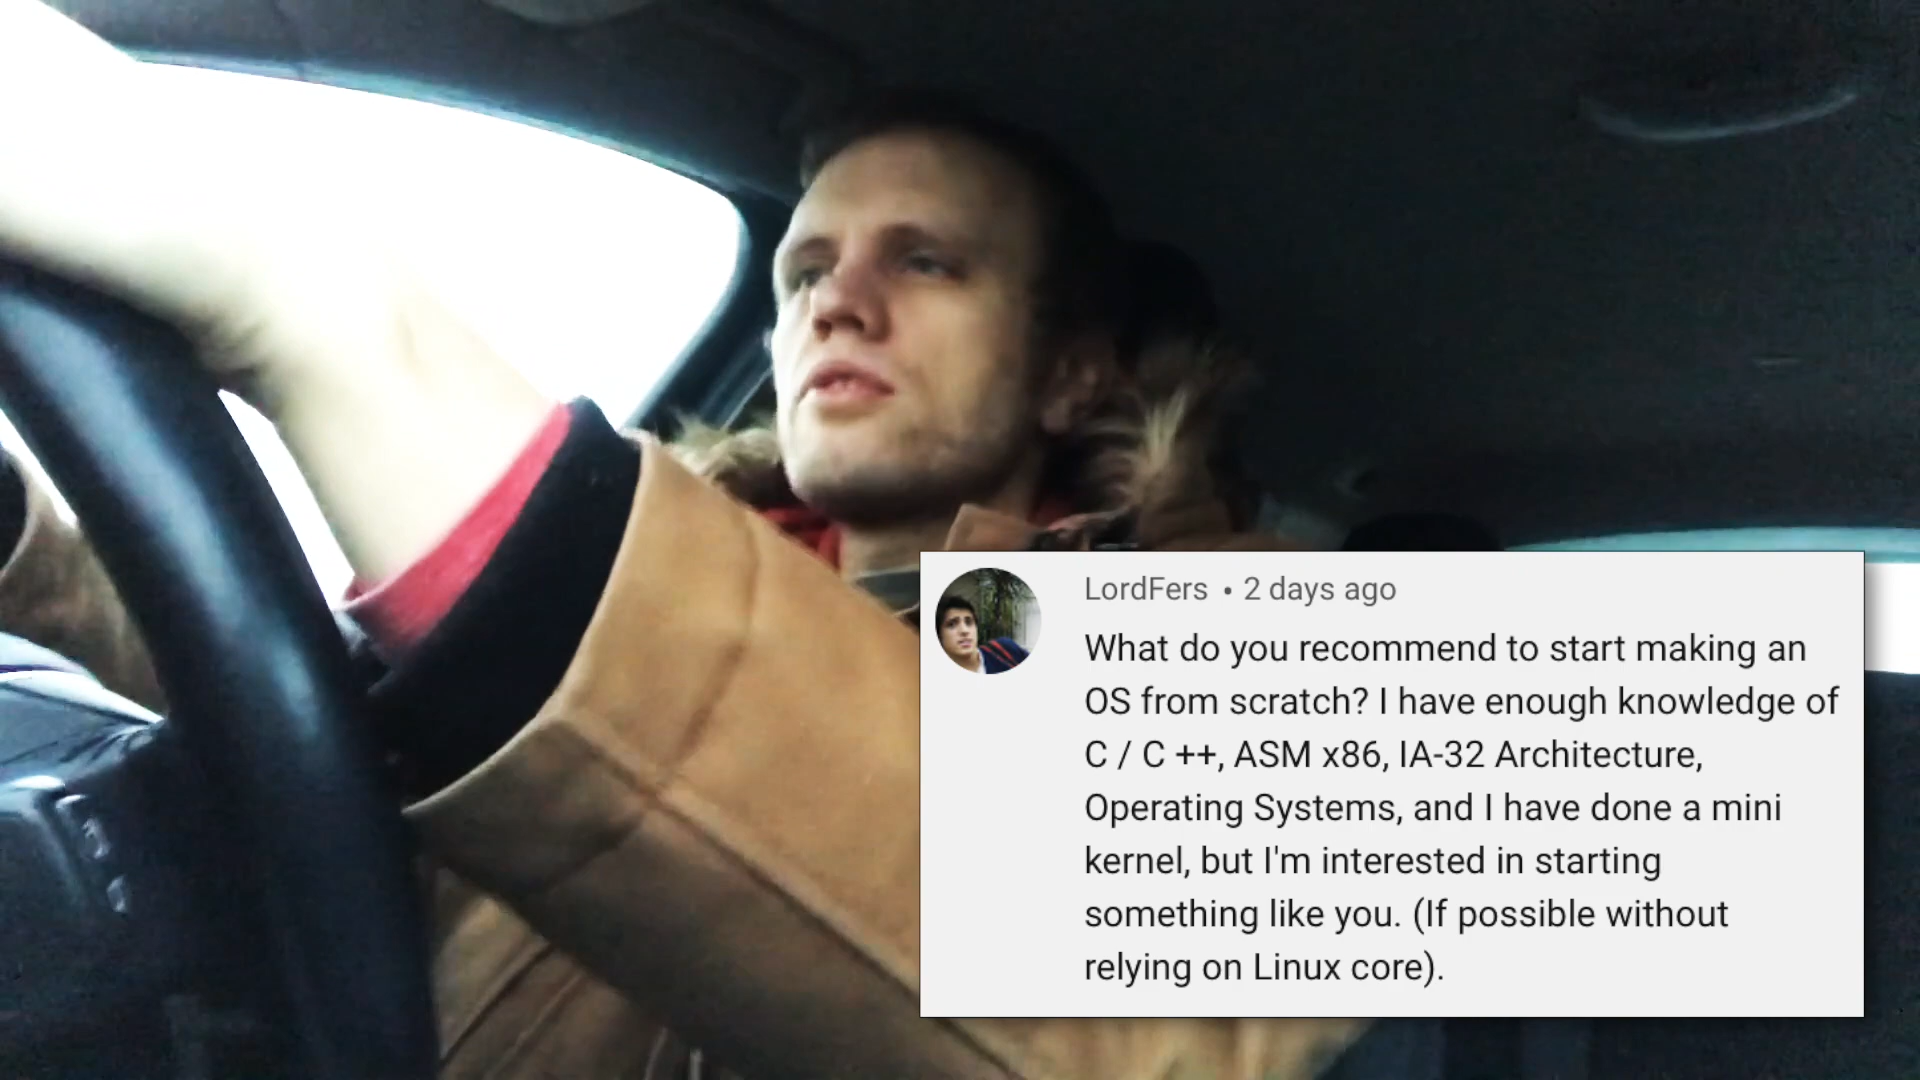 LordFers • 2 days ago
What do you recommend to start making an
OS from scratch? I have enough knowledge of
C / C ++, ASM x86, IA-32 Architecture,
Operating Systems, and I have done a mini
kernel, but I'm interested in starting
something like you. (If possible without
relying on Linux core).